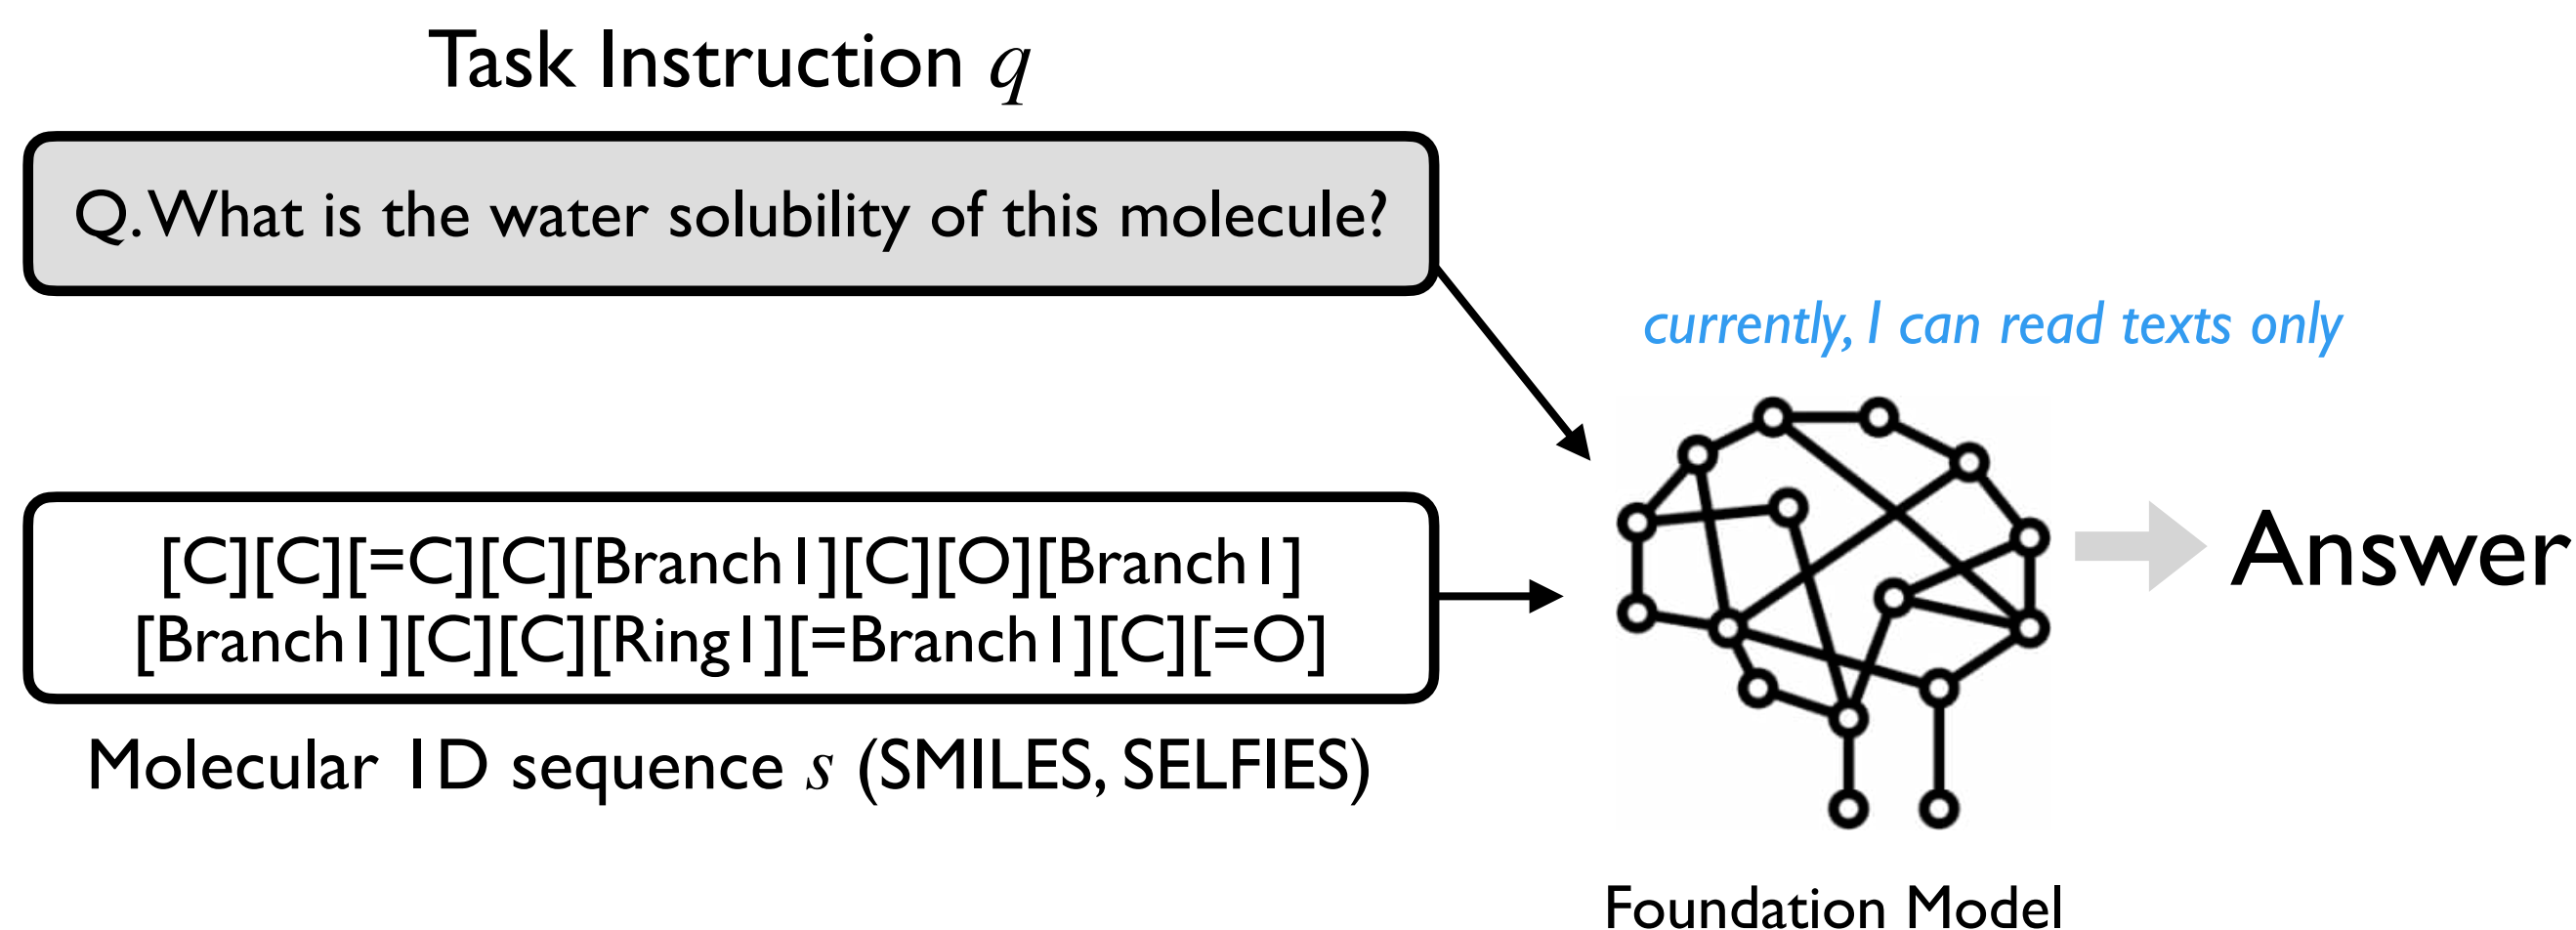 Task Instruction q
Q. What is the water solubility of this molecule?
currently, I can read texts only
[C][C][=C][C][Branch1][C][O][Branch1]
[Branch1][C][C][Ring1][=Branch1][C][=O]
Answer
Molecular 1D sequence s (SMILES, SELFIES)
Foundation Model